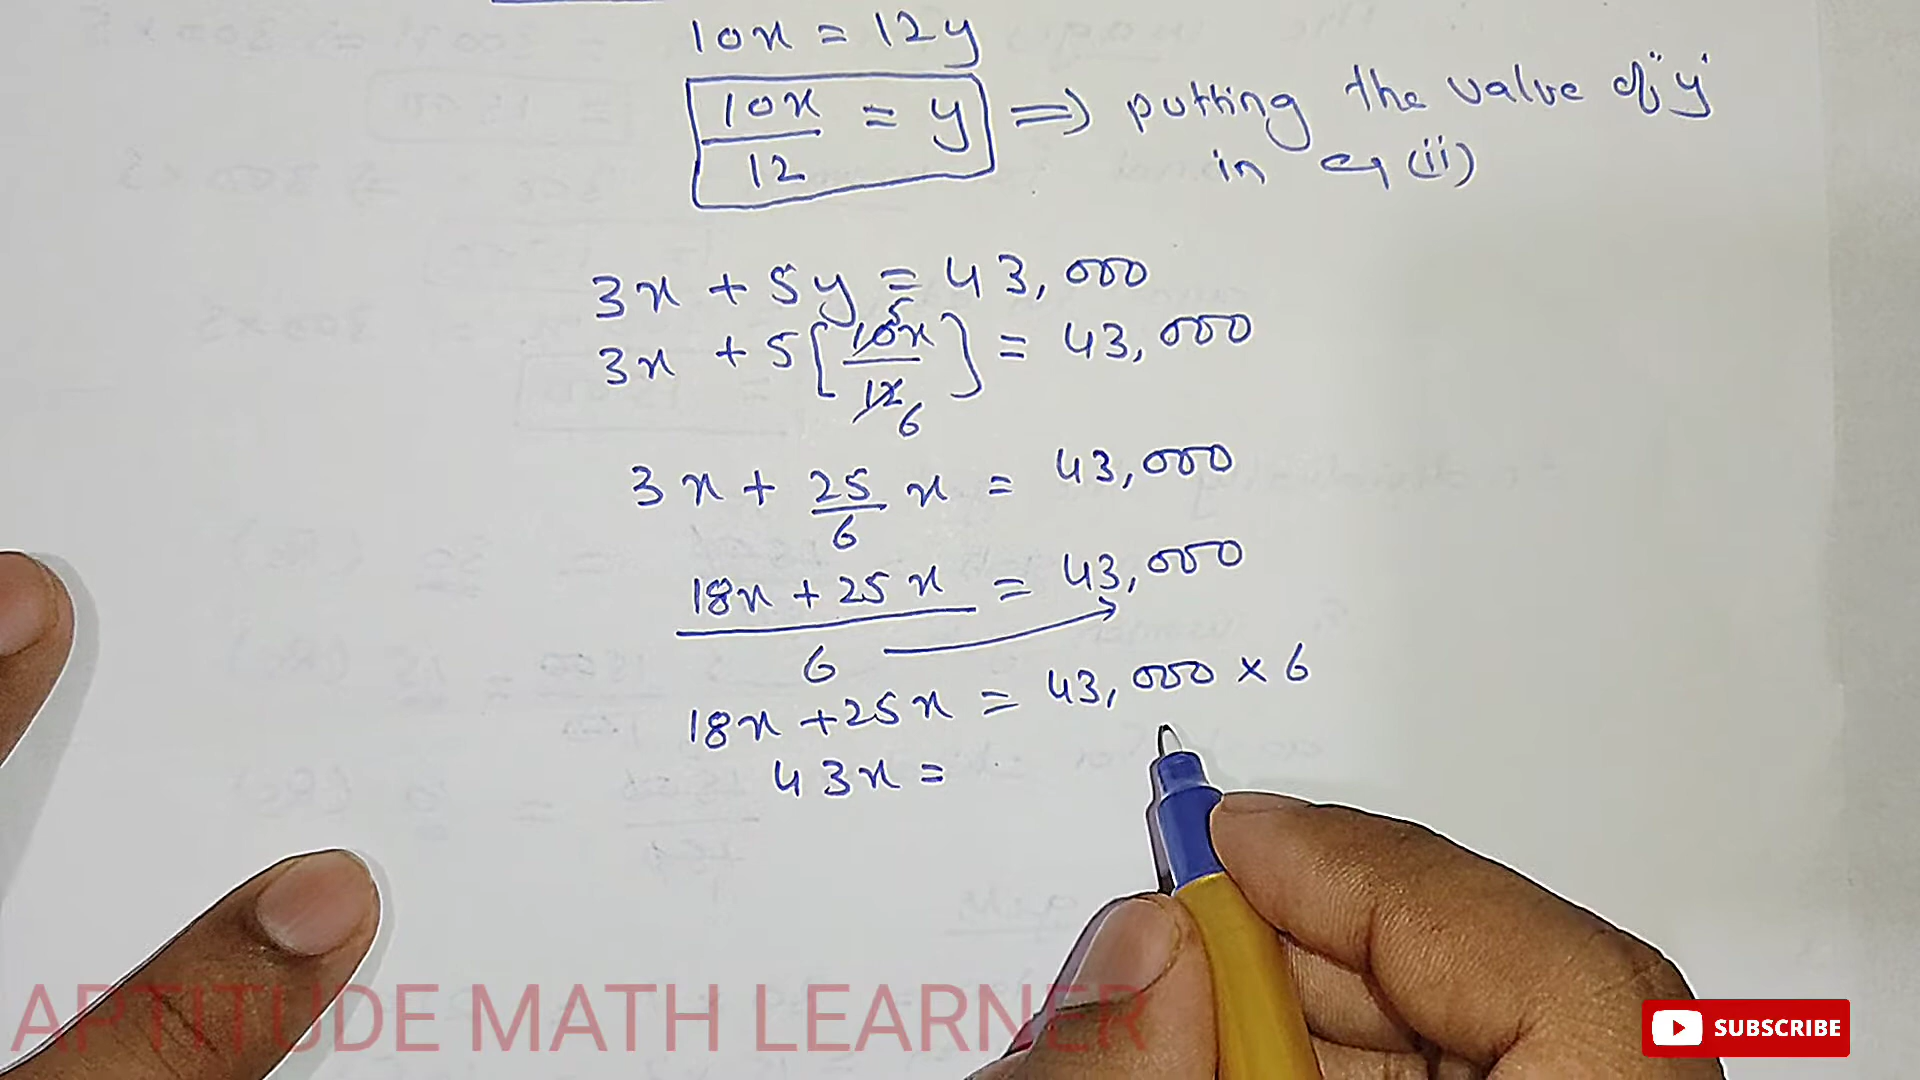 10x = 12y
10x/12 = y ⇒ putting the value of "y"
in eq (ii)
3x + 5y = 43,000
3x + 5[10x/12] = 43,000
5
6
3x + 25/6 x = 43,000
18x + 25x / 6 = 43,000
18x + 25x = 43,000 × 6
43x =
APTITUDE MATH LEARNER
SUBSCRIBE